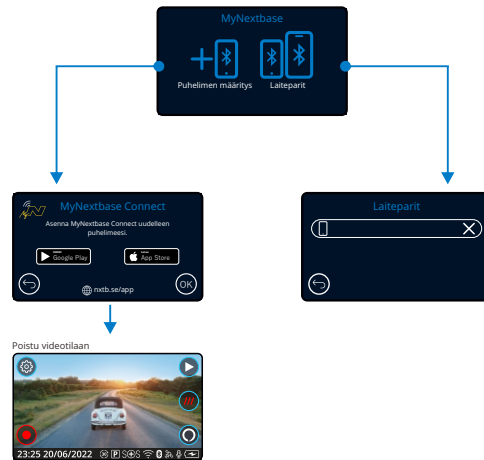 MyNextbase
Puhelimen määritys
Laiteparit
MyNextbase Connect
Asenna MyNextbase Connect uudelleen
puhelimeesi.
Google Play
App Store
nxtb.se/app
OK
Laiteparit
Poistu videotilaan
23:25 20/06/2022